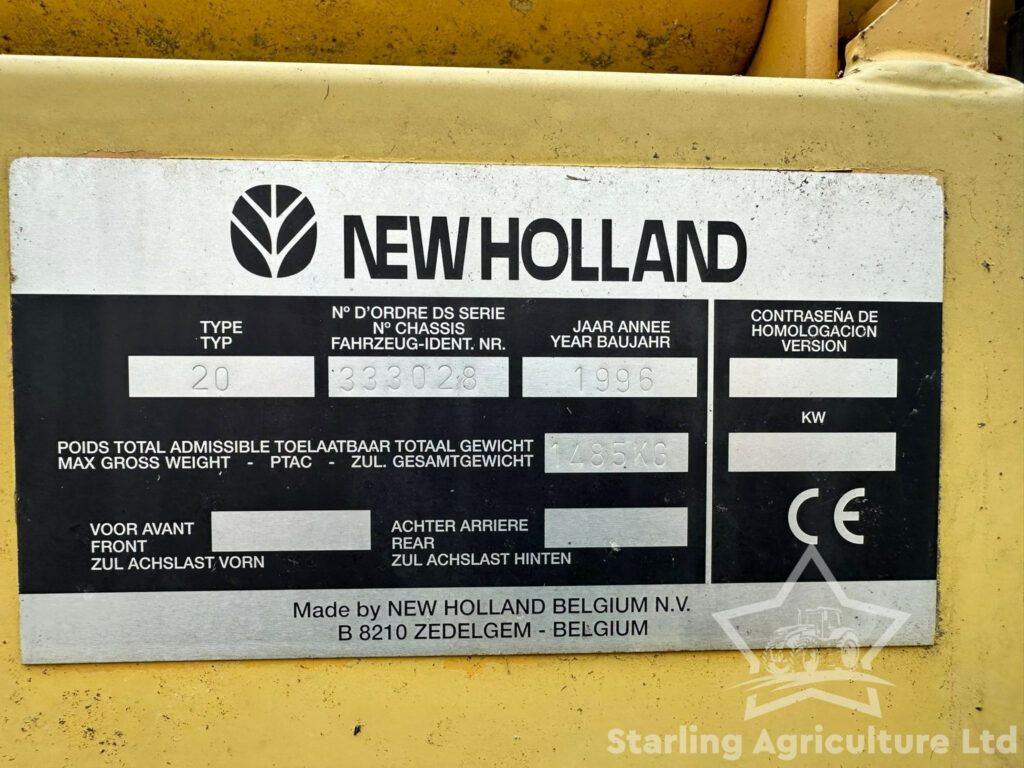 NEW HOLLAND
TYPE
TYP
20
Nº D'ORDRE DS SERIE
Nº CHASSIS
FAHRZEUG-IDENT. NR.
333028
JAAR ANNEE
YEAR BAUJAHR
1996
CONTRASEÑA DE
HOMOLOGACION
VERSION
KW
POIDS TOTAL ADMISSIBLE TOELAATBAAR TOTAAL GEWICHT
MAX GROSS WEIGHT - PTAC - ZUL. GESAMTGEWICHT
1485KG
VOOR AVANT
FRONT
ZUL ACHSLAST VORN
ACHTER ARRIERE
REAR
ZUL ACHSLAST HINTEN
CE
Made by NEW HOLLAND BELGIUM N.V.
B 8210 ZEDELGEM - BELGIUM
Starling Agriculture Ltd